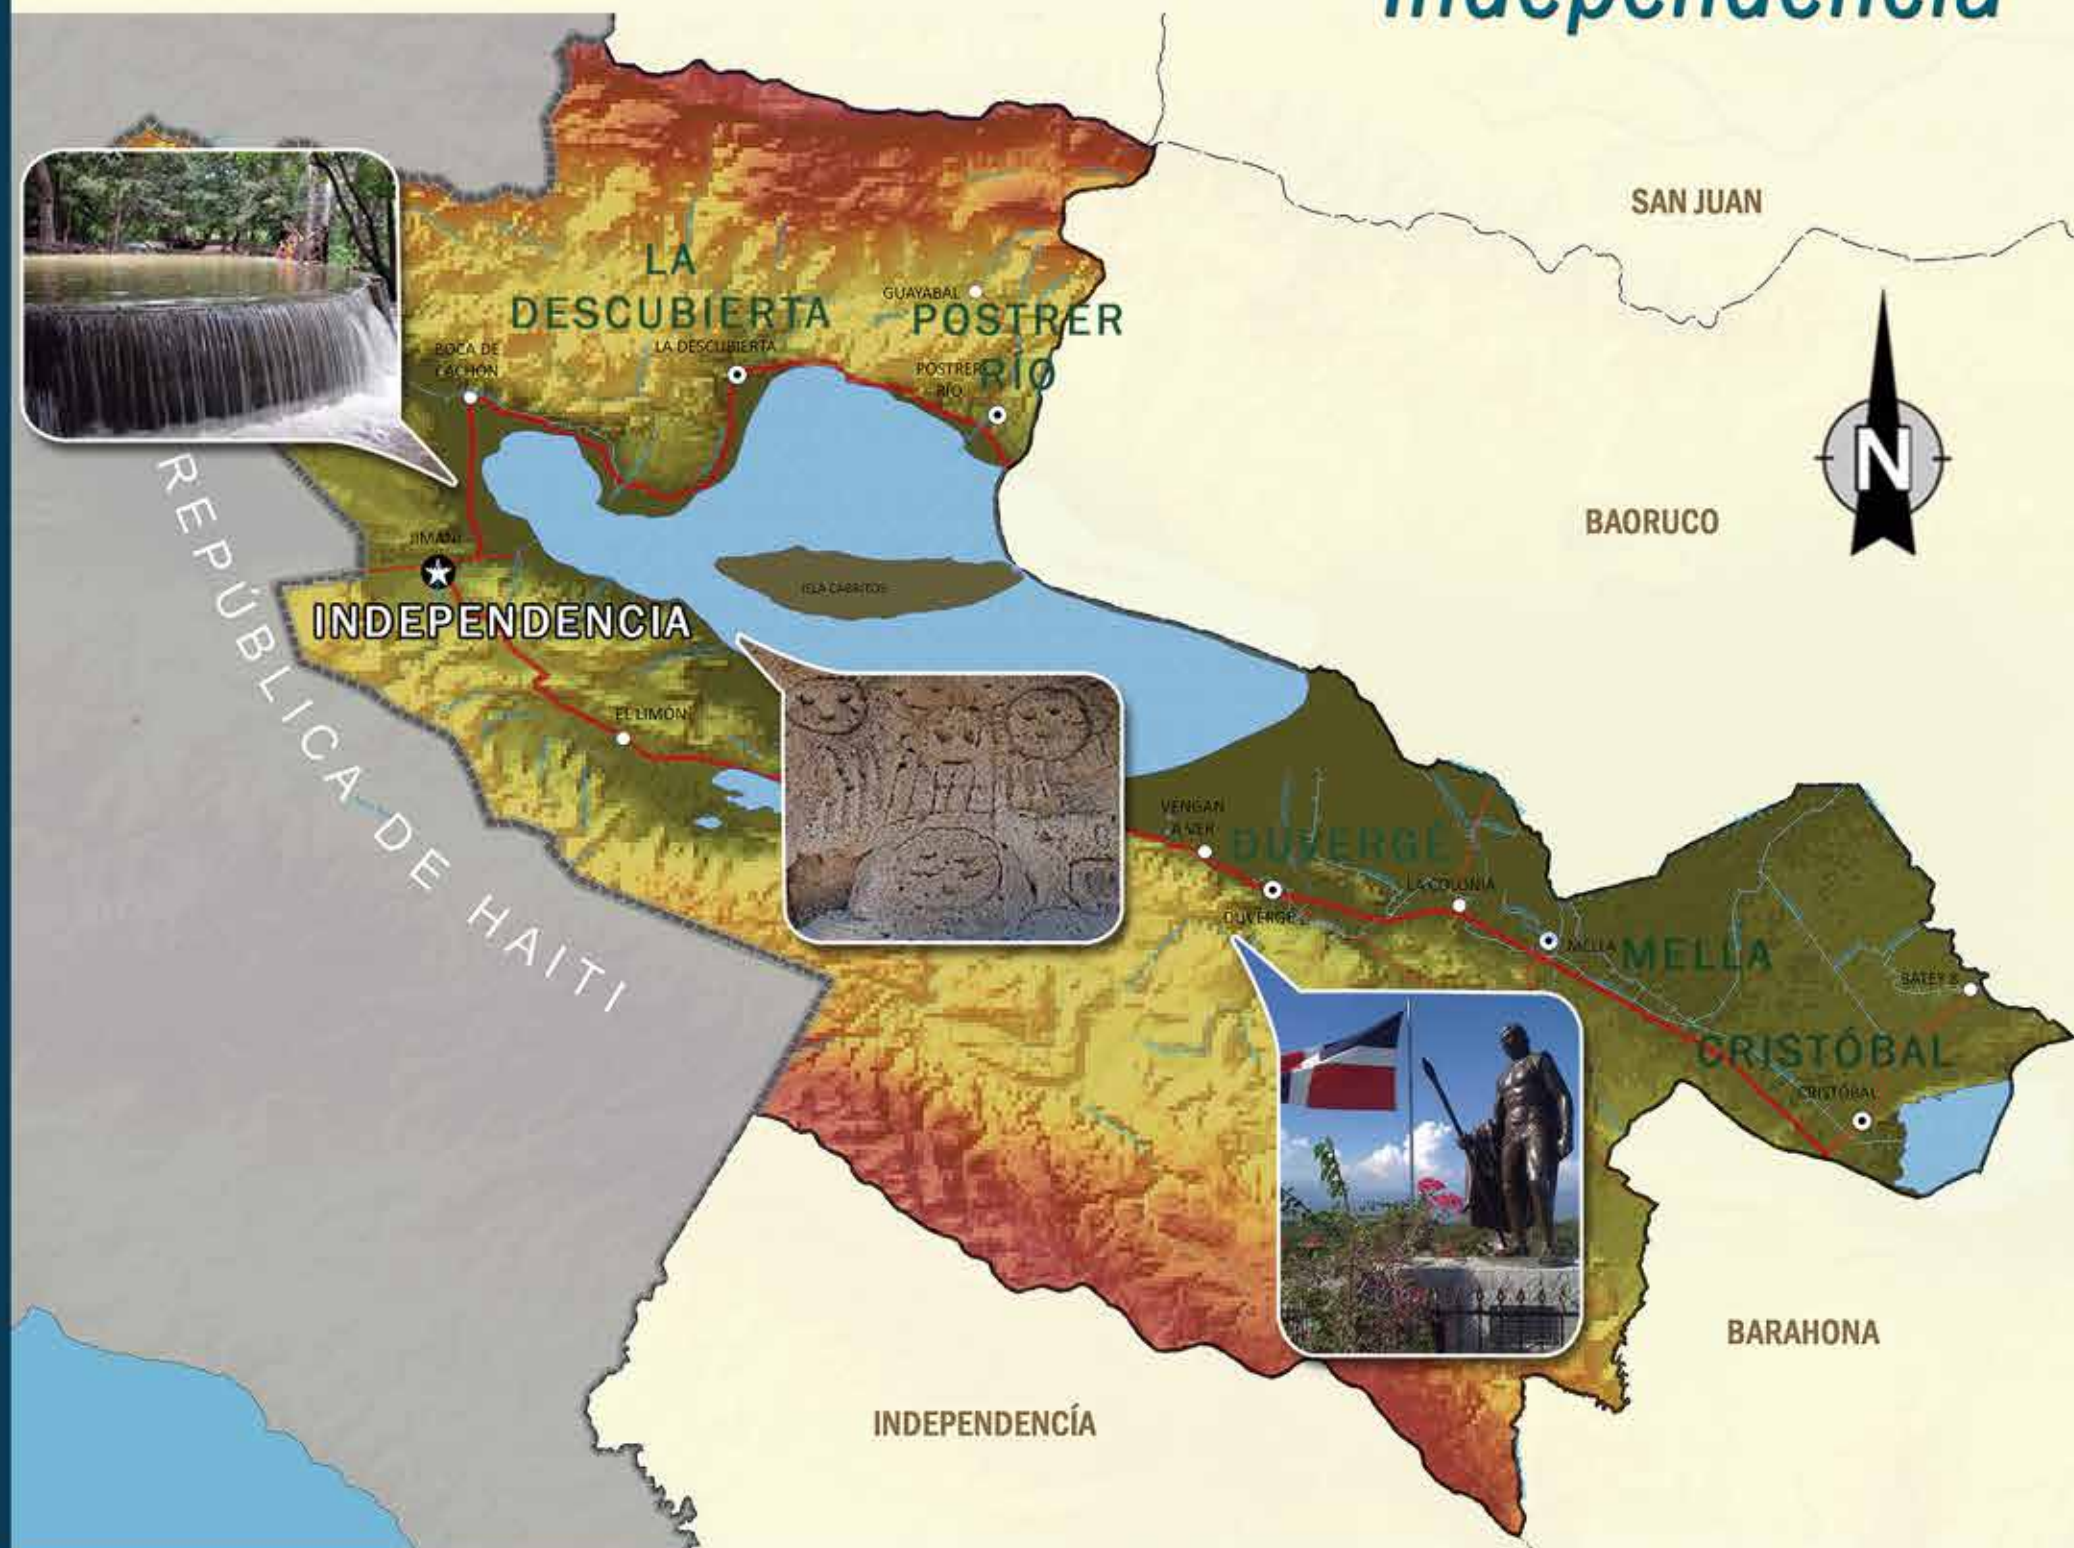 Independencia
SAN JUAN
LA
DESCUBIERTA
LA DESCUBIERTA
GUAYABAL
POSTRER
RÍO
POSTRER
RÍO
BOCA DE
CACHÓN
BAORUCO
N
JIMANÍ
INDEPENDENCIA
ISLA CABRITOS
EL LIMÓN
REPÚBLICA DE HAITI
VENGAN
A VER
DUVERGÉ
DUVERGÉ
LA COLONIA
MELLA
MELLA
BATEY 8
CRISTÓBAL
CRISTÓBAL
BARAHONA
INDEPENDENCÍA